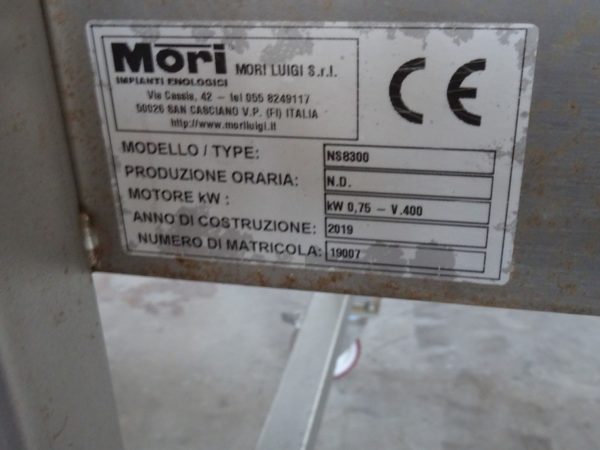 Mori MORI LUIGI S.r.l.
IMPIANTI ENOLOGICI
Via Cassia, 42 - tel 055 8249117
50026 SAN CASCIANO V.P. (FI) ITALIA
http://www.moriluigi.it
CE
MODELLO / TYPE: NS8300
PRODUZIONE ORARIA: N.D.
MOTORE kW : kW 0,75 - V.400
ANNO DI COSTRUZIONE: 2019
NUMERO DI MATRICOLA: 19007